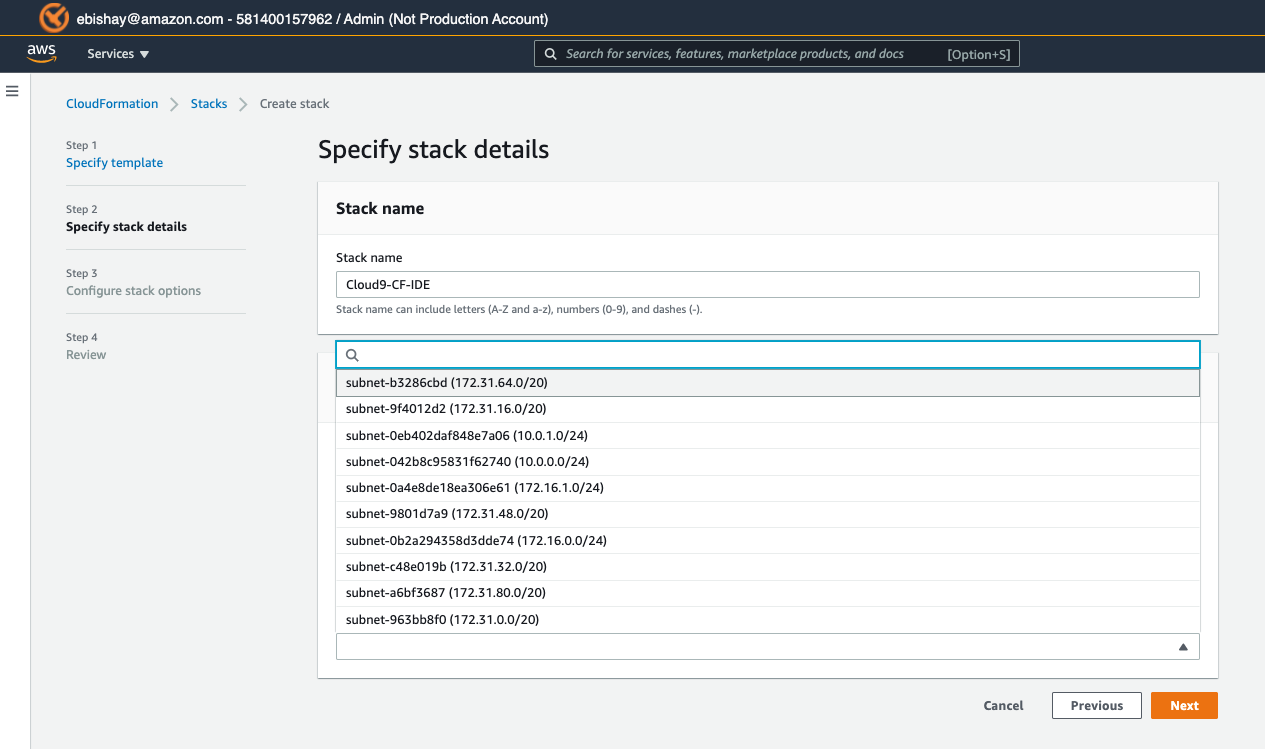 ebishay@amazon.com - 581400157962 / Admin (Not Production Account)
aws Services Search for services, features, marketplace products, and docs [Option+S]
CloudFormation Stacks Create stack
Step 1
Specify template
Step 2
Specify stack details
Step 3
Configure stack options
Step 4
Review
Specify stack details
Stack name
Stack name
Cloud9-CF-IDE
Stack name can include letters (A-Z and a-z), numbers (0-9), and dashes (-).
subnet-b3286cbd (172.31.64.0/20)
subnet-9f4012d2 (172.31.16.0/20)
subnet-0eb402daf848e7a06 (10.0.1.0/24)
subnet-042b8c95831f62740 (10.0.0.0/24)
subnet-0a4e8de18ea306e61 (172.16.1.0/24)
subnet-9801d7a9 (172.31.48.0/20)
subnet-0b2a294358d3dde74 (172.16.0.0/24)
subnet-c48e019b (172.31.32.0/20)
subnet-a6bf3687 (172.31.80.0/20)
subnet-963bb8f0 (172.31.0.0/20)
Cancel Previous Next